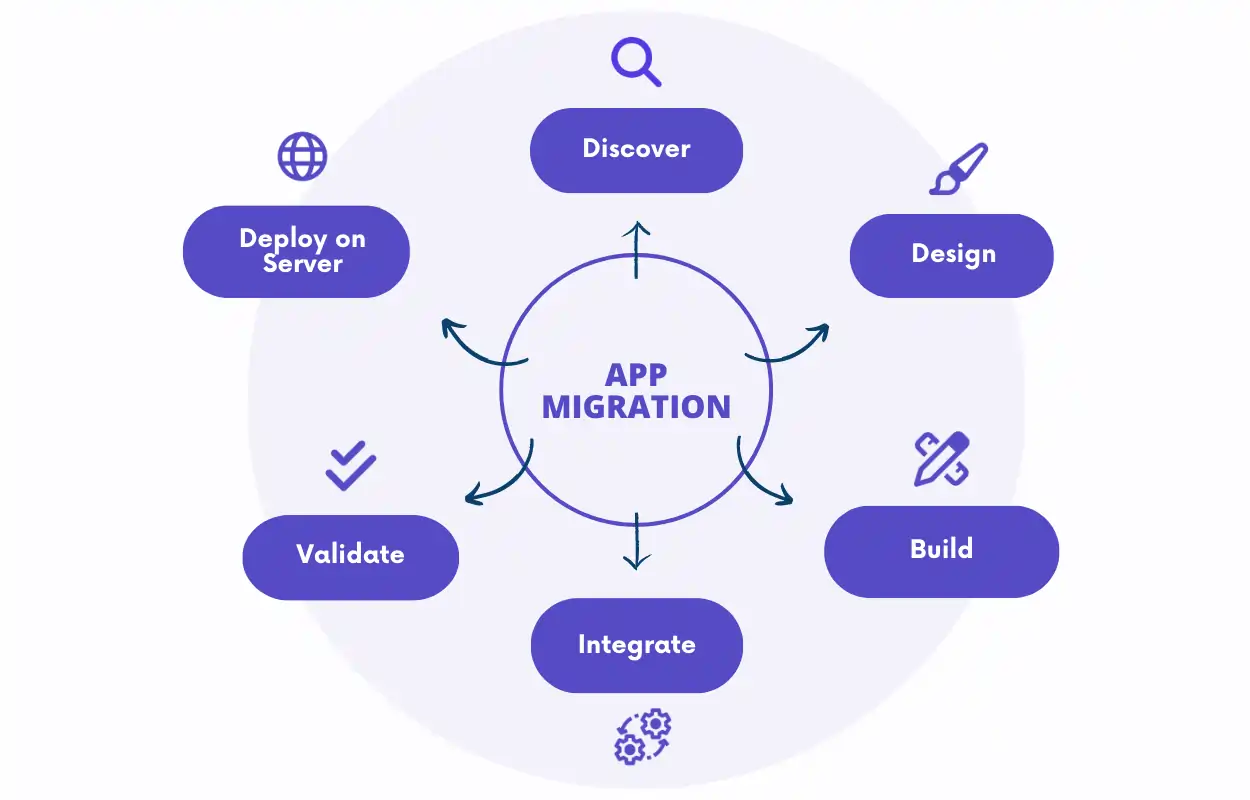 Discover
Design
Build
Integrate
Validate
Deploy on
Server
APP
MIGRATION